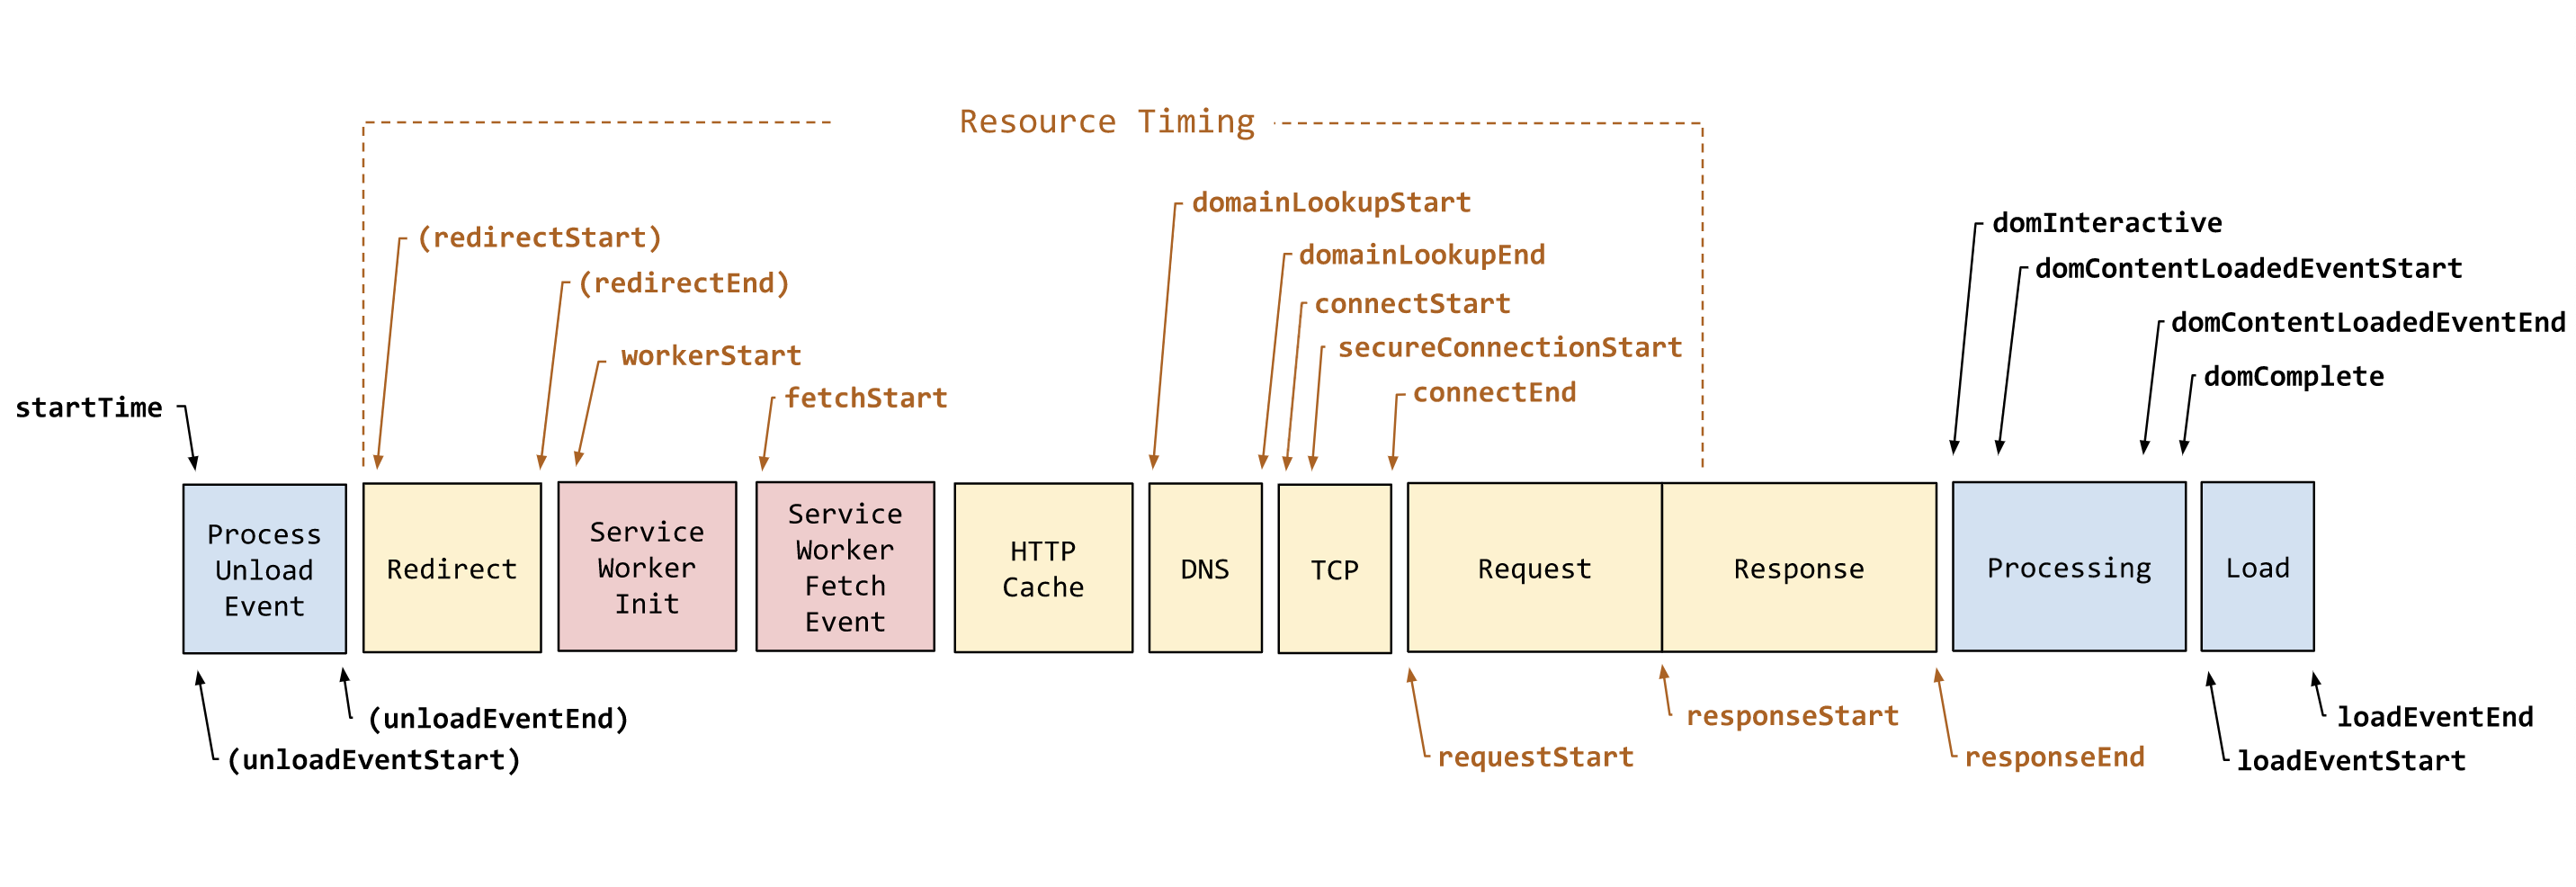 Resource Timing
domainLookupStart
domInteractive
(redirectStart)
domainLookupEnd
domContentLoadedEventStart
(redirectEnd)
connectStart
domContentLoadedEventEnd
workerStart
secureConnectionStart
domComplete
startTime
fetchStart
connectEnd
Process
Unload
Event
Redirect
Service
Worker
Init
Service
Worker
Fetch
Event
HTTP
Cache
DNS
TCP
Request
Response
Processing
Load
(unloadEventEnd)
(unloadEventStart)
responseStart
requestStart
responseEnd
loadEventEnd
loadEventStart